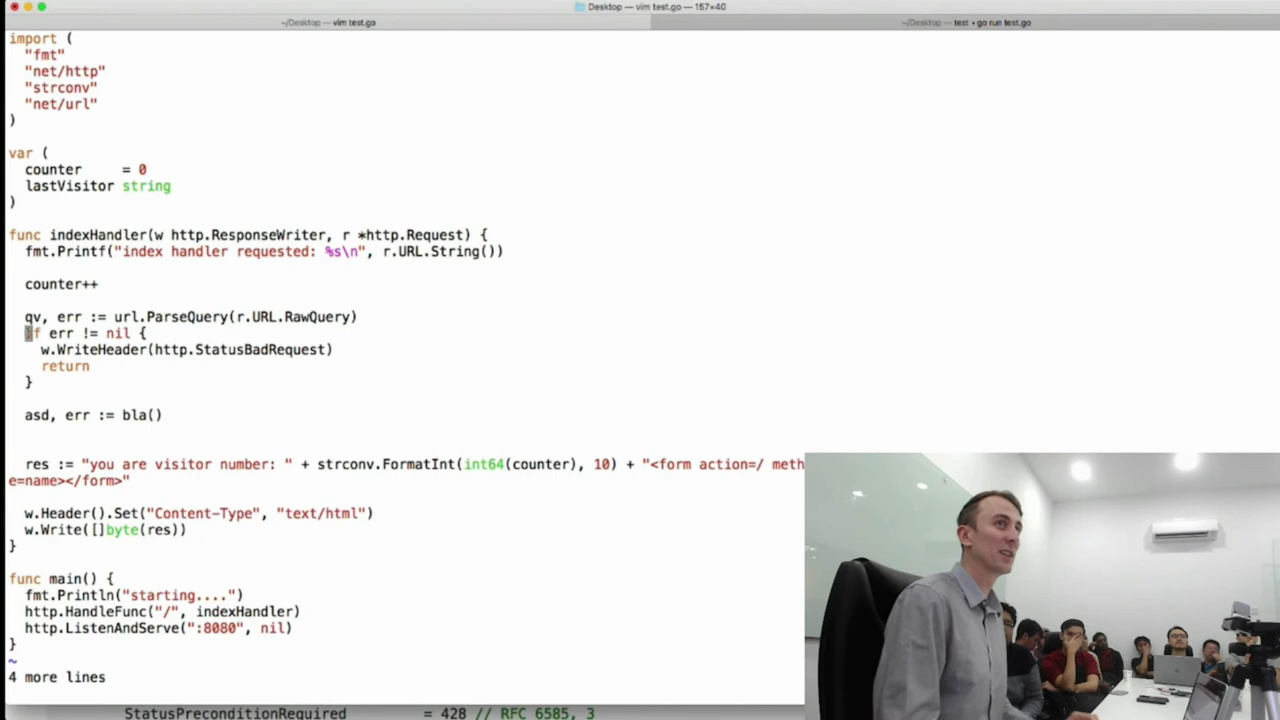 Desktop — vim test.go — 157×40
~/Desktop — vim test.go
~/Desktop — test • go run test.go
import (
"fmt"
"net/http"
"strconv"
"net/url"
)
var (
counter = 0
lastVisitor string
)
func indexHandler(w http.ResponseWriter, r *http.Request) {
fmt.Printf("index handler requested: %s\n", r.URL.String())
counter++
qv, err := url.ParseQuery(r.URL.RawQuery)
if err != nil {
w.WriteHeader(http.StatusBadRequest)
return
}
asd, err := bla()
res := "you are visitor number: " + strconv.FormatInt(int64(counter), 10) + "<form action=/ meth
e=name></form>"
w.Header().Set("Content-Type", "text/html")
w.Write([]byte(res))
}
func main() {
fmt.Println("starting....")
http.HandleFunc("/", indexHandler)
http.ListenAndServe(":8080", nil)
}
~
4 more lines
StatusPreconditionRequired = 428 // RFC 6585, 3